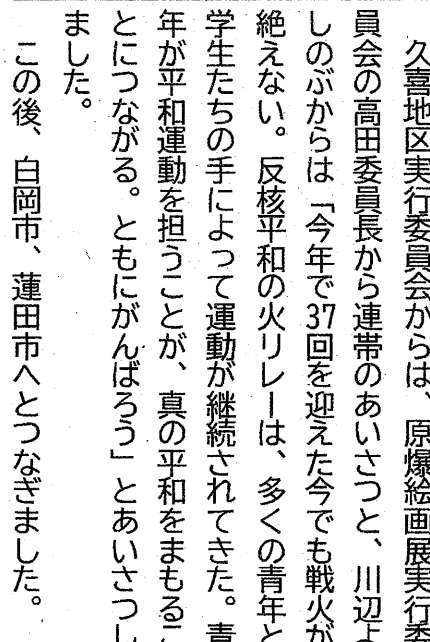 久喜地区実行委員会からは、原爆絵画展実行委
員会の高田委員長から連帯のあいさつと、川辺よ
しのぶからは「今年で37回を迎えた今でも戦火が
絶えない。反核平和の火リレーは、多くの青年と
学生たちの手によって運動が継続されてきた。青
年が平和運動を担うことが、真の平和をまもるこ
とにつながる。ともにがんばろう」とあいさつし
ました。
この後、白岡市、蓮田市へとつなぎました。